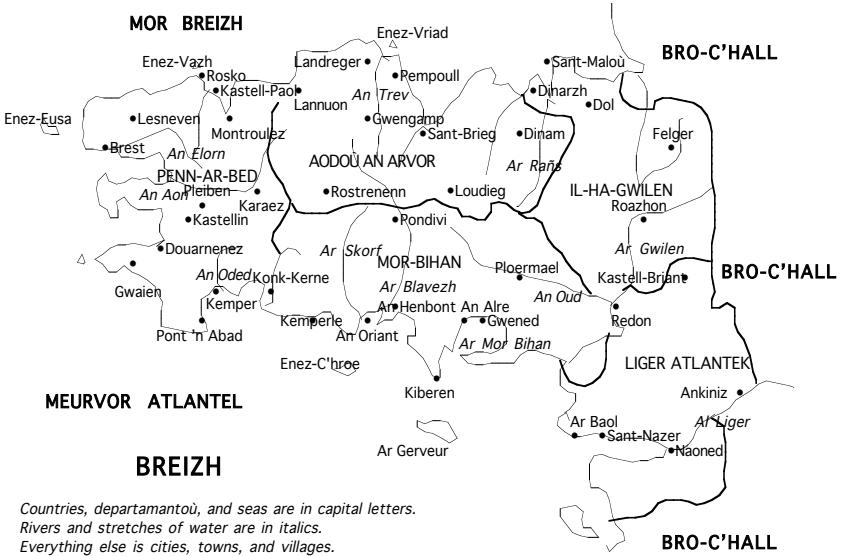 MOR BREIZH
Enez-Vriad
BRO-C'HALL
Enez-Vazh
Landreger
Sant-Maloù
Rosko
Pempoull
Kastell-Paol
An Trev
Dinarzh
Lannuon
Dol
Enez-Eusa
Lesneven
Montroulez
Gwengamp
Sant-Brieg
Dinam
Felger
Brest
An Elorn
AODOÙ AN ARVOR
Ar Rañs
PENN-AR-BED
An Aon
Pleiben
Karaez
Rostrenenn
Loudieg
IL-HA-GWILEN
Roazhon
Kastellin
Pondivi
Douarnenez
Ar Skorf
Ar Gwilen
Gwaien
An Oded
Konk-Kerne
MOR-BIHAN
Ploermael
Kastell-Briant
BRO-C'HALL
Kemper
Ar Blavezh
An Oud
An Henbont
An Alre
Pont 'n Abad
Kemperle
An Oriant
Gwened
Redon
Ar Mor Bihan
Enez-C'hroe
LIGER ATLANTEK
Kiberen
Ankiniz
MEURVOR ATLANTEL
Ar Baol
Al Liger
Sant-Nazer
Ar Gerveur
Naoned
BREIZH
Countries, departamantoù, and seas are in capital letters.
Rivers and stretches of water are in italics.
Everything else is cities, towns, and villages.
BRO-C'HALL